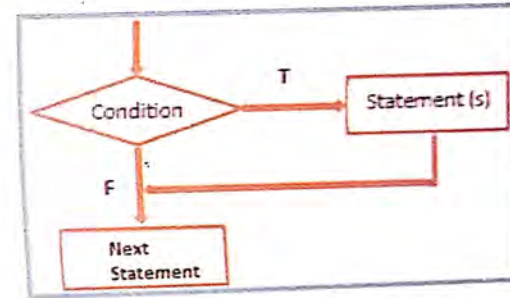 T
Condition
Statement (s)
F
Next
Statement